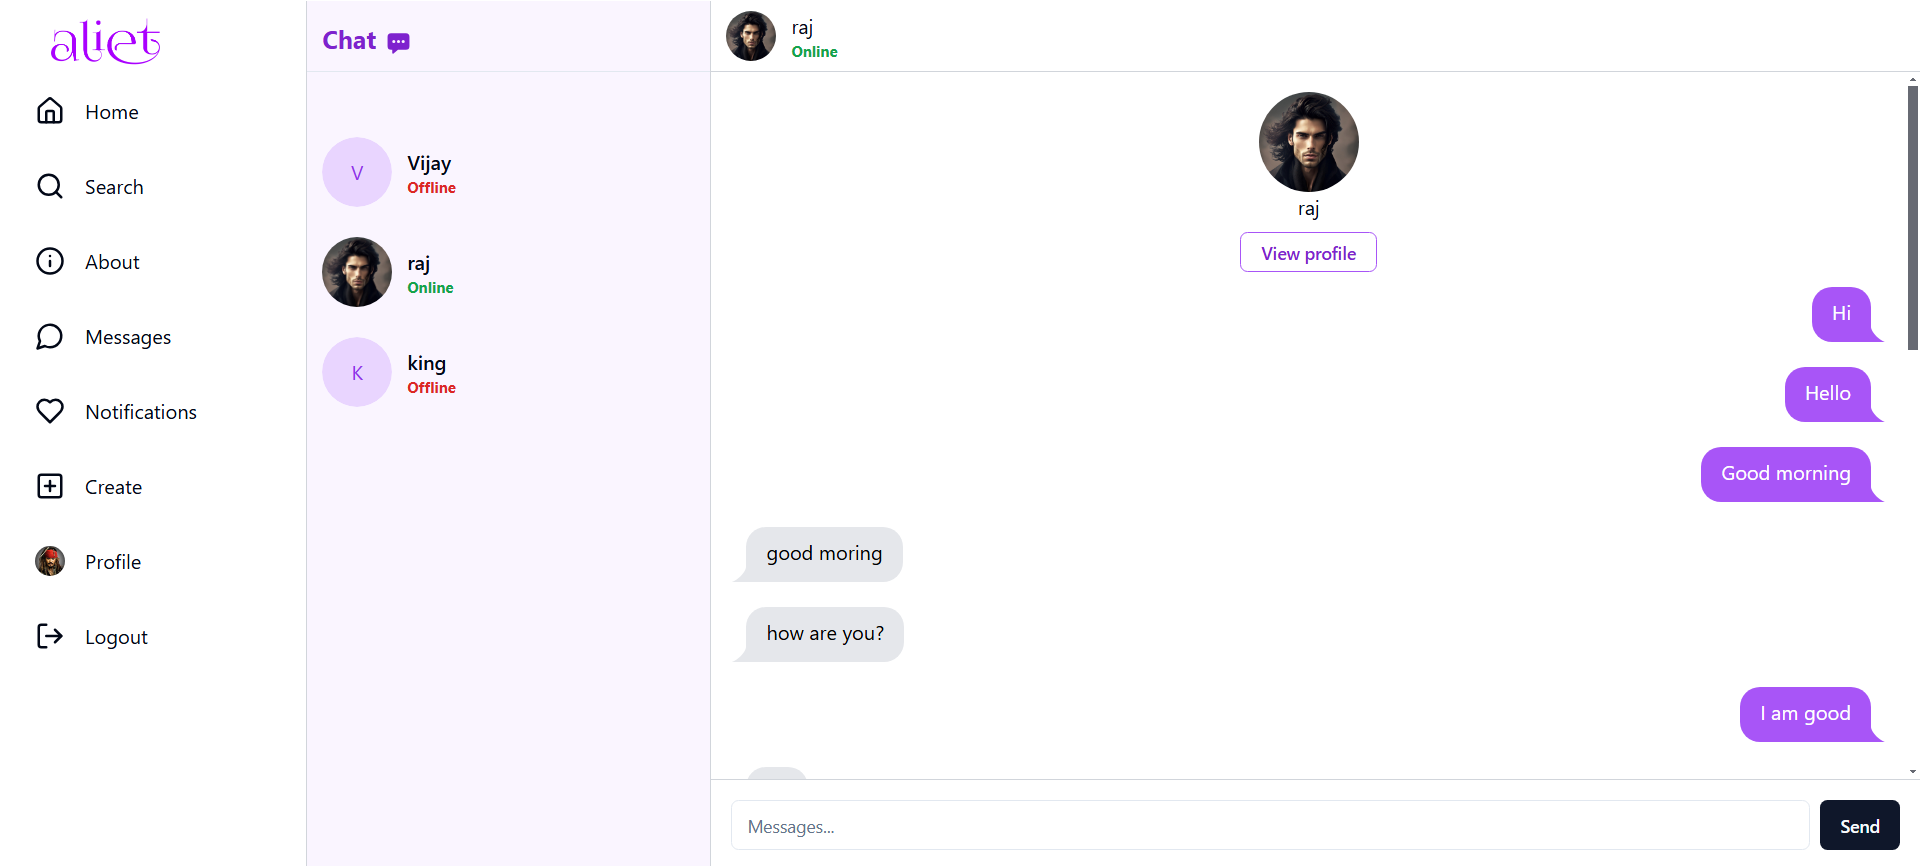 aliet
Home
Search
About
Messages
Notifications
Create
Profile
Logout
Chat
V
Vijay
Offline
raj
Online
K
king
Offline
raj
Online
raj
View profile
Hi
Hello
Good morning
good moring
how are you?
I am good
Messages...
Send